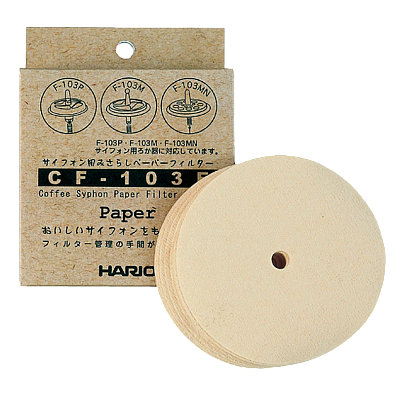 F-103P
F-103M
F-103MN
F-103P・F-103M・F-103MN
サイフォン用ろか器に対応しています。
サイフォン用みさらしペーパーフィルター
CF-103E
Coffee Syphon Paper Filter
Paper
おいしいサイフォンをも
フィルター管理の手間が
HARIO